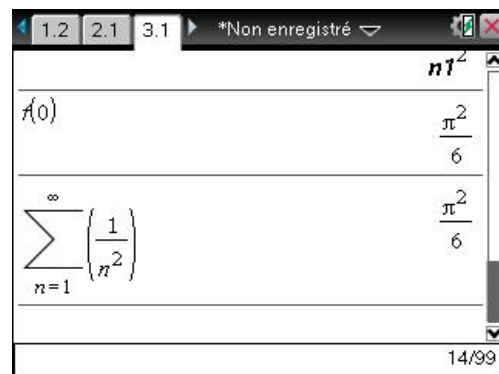 1.2 2.1 3.1 *Non enregistré
n1²
f(0)
π²
6
∞
∑ (1/n²)
n=1
π²
6
14/99